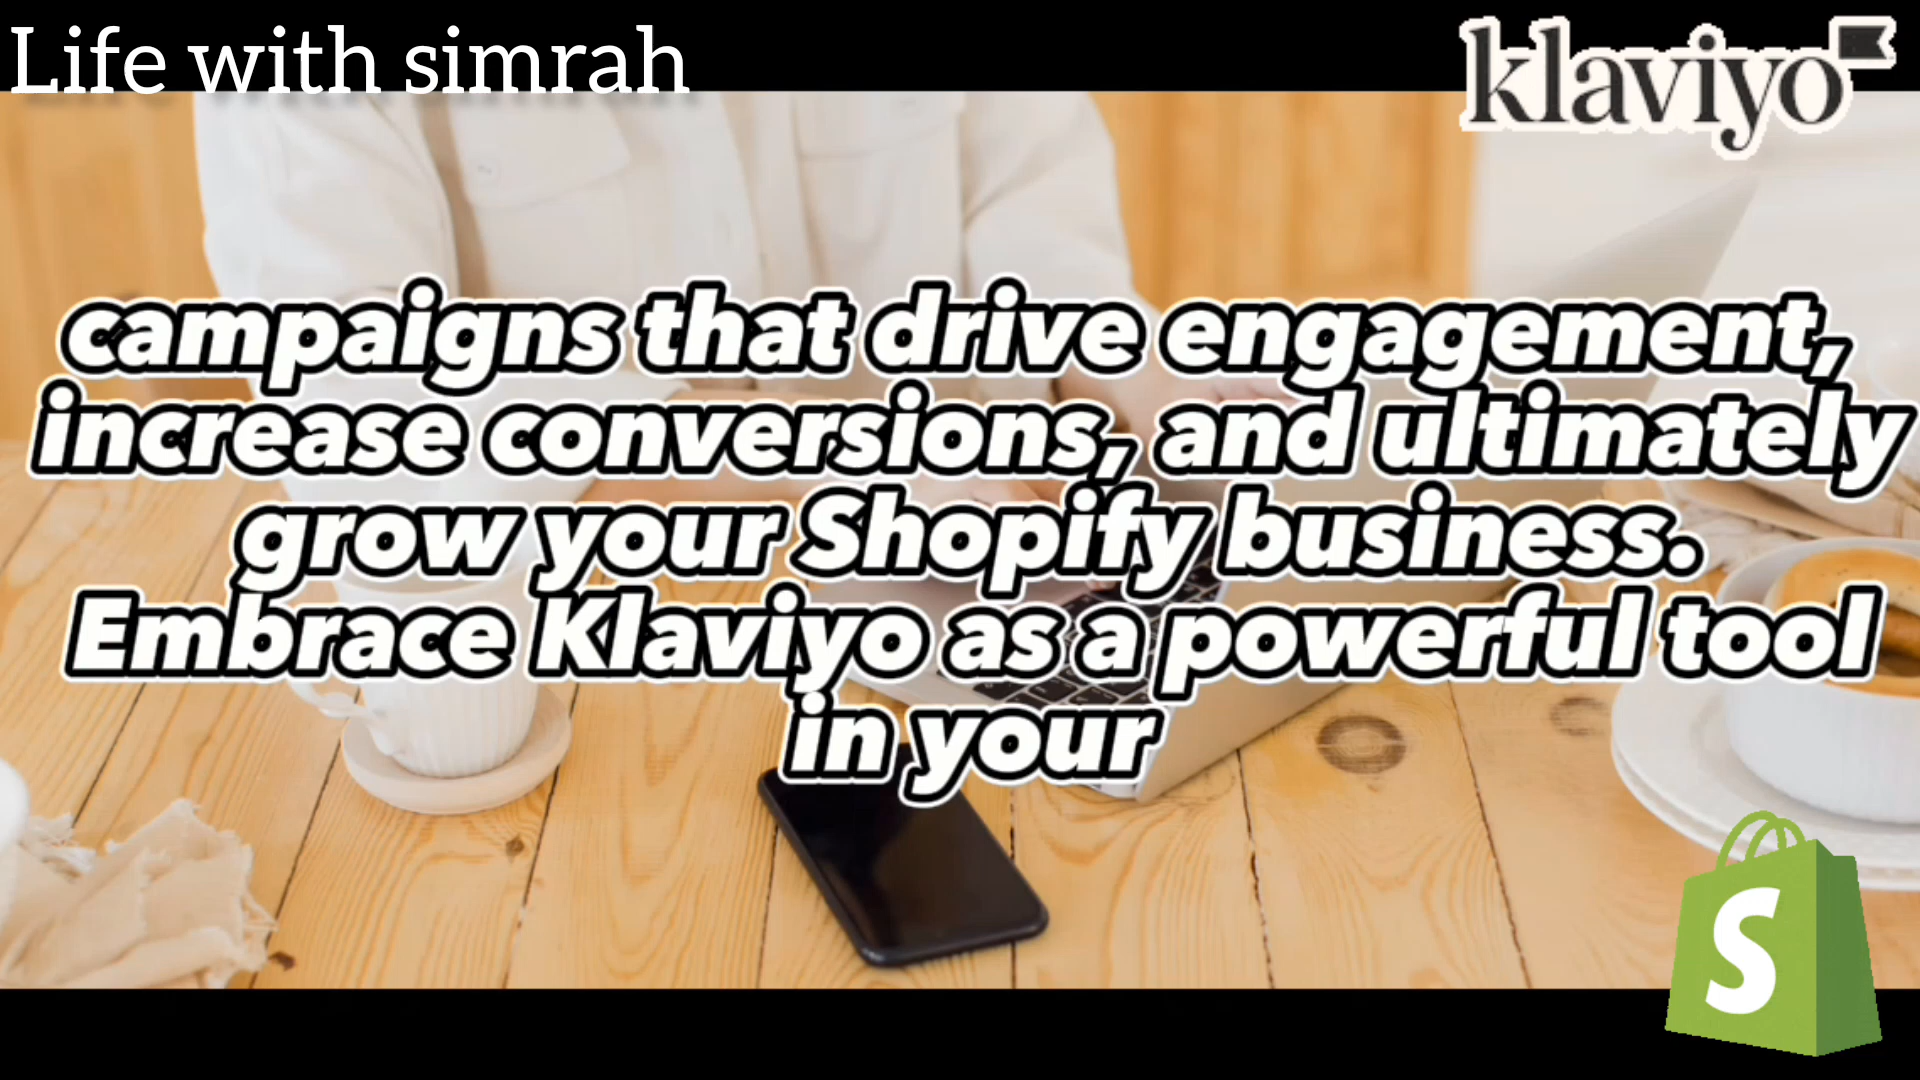 Life with simrah
klaviyo
campaigns that drive engagement,
increase conversions, and ultimately
grow your Shopify business.
Embrace Klaviyo as a powerful tool
in your
S